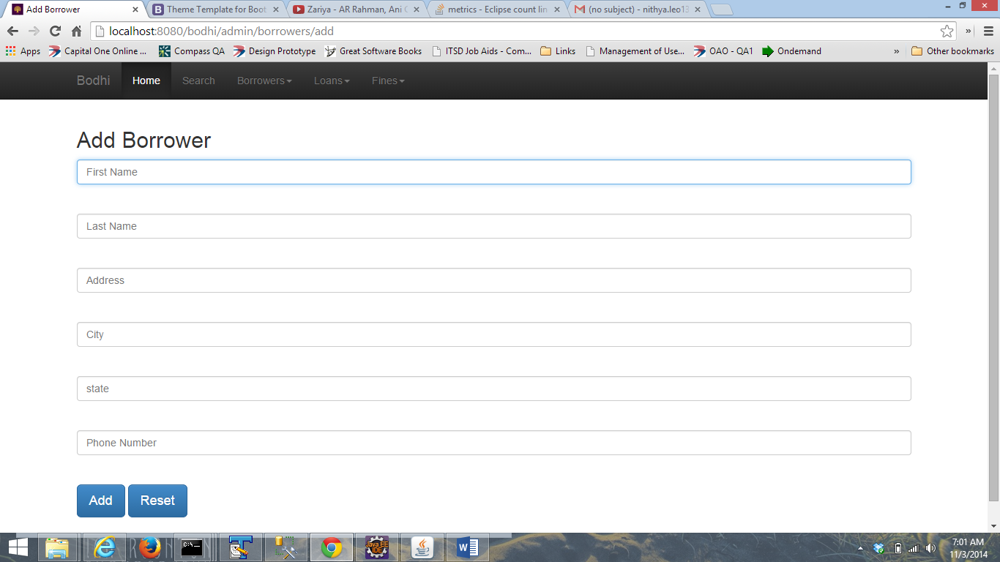 Add Borrower
Theme Template for Boot
Zariya - AR Rahman, Ani
metrics - Eclipse count lin
(no subject) - nithya.leo13
localhost:8080/bodhi/admin/borrowers/add
»
Apps
Capital One Online ...
Compass QA
Design Prototype
Great Software Books
ITSD Job Aids - Com...
Links
Management of Use...
OAO - QA1
Ondemand
»
Other bookmarks
Bodhi
Home
Search
Borrowers
Loans
Fines
Add Borrower
First Name
Last Name
Address
City
state
Phone Number
Add
Reset
Java EE
IDE
7:01 AM
11/3/2014